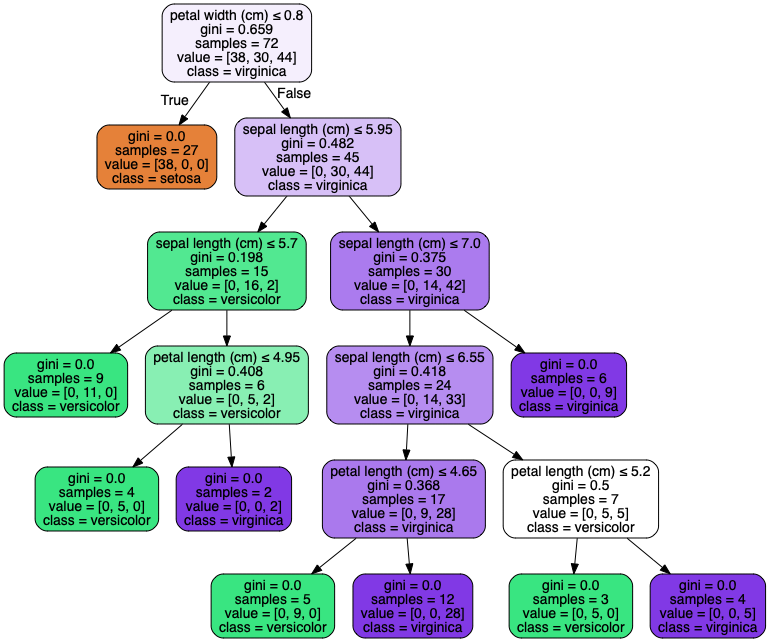 petal width (cm) ≤ 0.8
gini = 0.659
samples = 72
value = [38, 30, 44]
class = virginica
True
False
gini = 0.0
samples = 27
value = [38, 0, 0]
class = setosa
sepal length (cm) ≤ 5.95
gini = 0.482
samples = 45
value = [0, 30, 44]
class = virginica
sepal length (cm) ≤ 5.7
gini = 0.198
samples = 15
value = [0, 16, 2]
class = versicolor
sepal length (cm) ≤ 7.0
gini = 0.375
samples = 30
value = [0, 14, 42]
class = virginica
gini = 0.0
samples = 9
value = [0, 11, 0]
class = versicolor
petal length (cm) ≤ 4.95
gini = 0.408
samples = 6
value = [0, 5, 2]
class = versicolor
sepal length (cm) ≤ 6.55
gini = 0.418
samples = 24
value = [0, 14, 33]
class = virginica
gini = 0.0
samples = 6
value = [0, 0, 9]
class = virginica
gini = 0.0
samples = 4
value = [0, 5, 0]
class = versicolor
gini = 0.0
samples = 2
value = [0, 0, 2]
class = virginica
petal length (cm) ≤ 4.65
gini = 0.368
samples = 17
value = [0, 9, 28]
class = virginica
petal length (cm) ≤ 5.2
gini = 0.5
samples = 7
value = [0, 5, 5]
class = versicolor
gini = 0.0
samples = 5
value = [0, 9, 0]
class = versicolor
gini = 0.0
samples = 12
value = [0, 0, 28]
class = virginica
gini = 0.0
samples = 3
value = [0, 5, 0]
class = versicolor
gini = 0.0
samples = 4
value = [0, 0, 5]
class = virginica